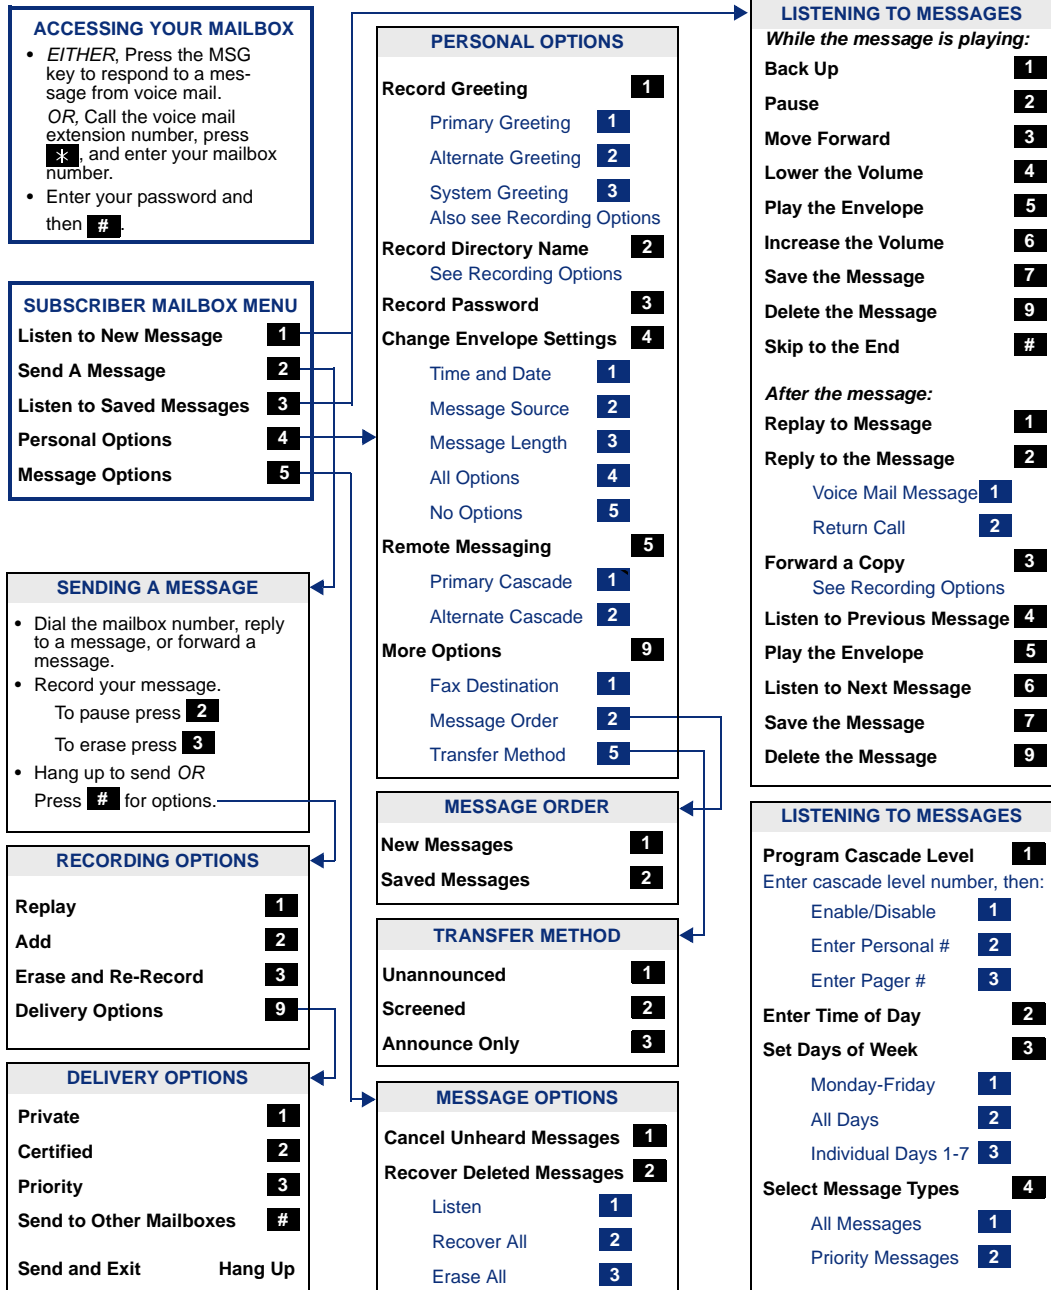 ACCESSING YOUR MAILBOX
• EITHER, Press the MSG
key to respond to a mes-
sage from voice mail.
OR, Call the voice mail
extension number, press
* , and enter your mailbox
number.
• Enter your password and
then # .
SUBSCRIBER MAILBOX MENU
Listen to New Message 1
Send A Message 2
Listen to Saved Messages 3
Personal Options 4
Message Options 5
SENDING A MESSAGE
• Dial the mailbox number, reply
to a message, or forward a
message.
• Record your message.
To pause press 2
To erase press 3
• Hang up to send OR
Press # for options.
RECORDING OPTIONS
Replay 1
Add 2
Erase and Re-Record 3
Delivery Options 9
DELIVERY OPTIONS
Private 1
Certified 2
Priority 3
Send to Other Mailboxes #
Send and Exit Hang Up
PERSONAL OPTIONS
Record Greeting 1
Primary Greeting 1
Alternate Greeting 2
System Greeting 3
Also see Recording Options
Record Directory Name 2
See Recording Options
Record Password 3
Change Envelope Settings 4
Time and Date 1
Message Source 2
Message Length 3
All Options 4
No Options 5
Remote Messaging 5
Primary Cascade 1
Alternate Cascade 2
More Options 9
Fax Destination 1
Message Order 2
Transfer Method 5
MESSAGE ORDER
New Messages 1
Saved Messages 2
TRANSFER METHOD
Unannounced 1
Screened 2
Announce Only 3
MESSAGE OPTIONS
Cancel Unheard Messages 1
Recover Deleted Messages 2
Listen 1
Recover All 2
Erase All 3
LISTENING TO MESSAGES
While the message is playing:
Back Up 1
Pause 2
Move Forward 3
Lower the Volume 4
Play the Envelope 5
Increase the Volume 6
Save the Message 7
Delete the Message 9
Skip to the End #
After the message:
Replay to Message 1
Reply to the Message 2
Voice Mail Message 1
Return Call 2
Forward a Copy 3
See Recording Options
Listen to Previous Message 4
Play the Envelope 5
Listen to Next Message 6
Save the Message 7
Delete the Message 9
LISTENING TO MESSAGES
Program Cascade Level 1
Enter cascade level number, then:
Enable/Disable 1
Enter Personal # 2
Enter Pager # 3
Enter Time of Day 2
Set Days of Week 3
Monday-Friday 1
All Days 2
Individual Days 1-7 3
Select Message Types 4
All Messages 1
Priority Messages 2